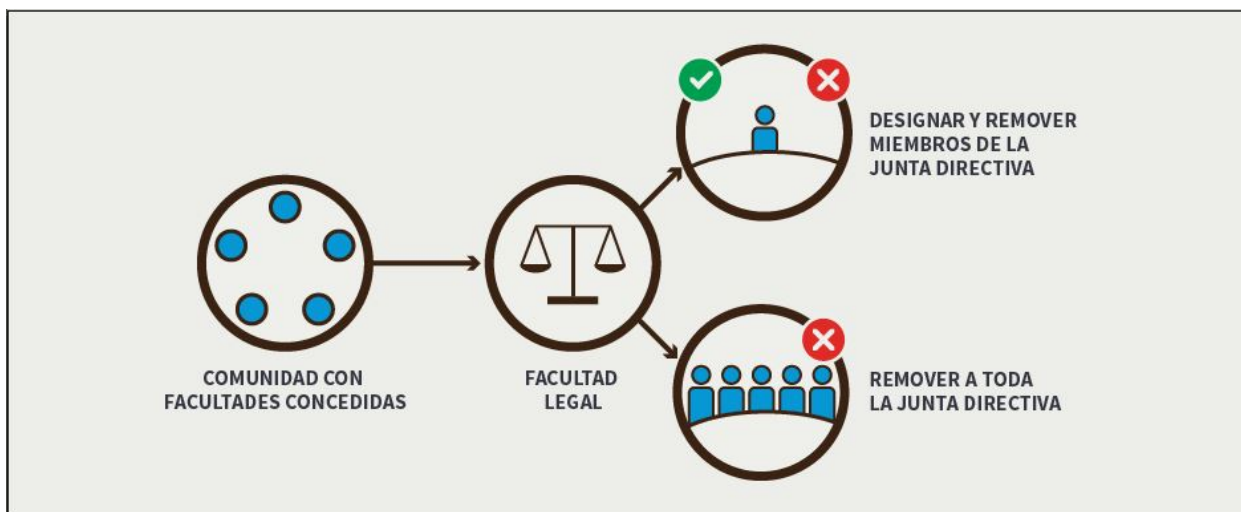 DESIGNAR Y REMOVER
MIEMBROS DE LA
JUNTA DIRECTIVA
COMUNIDAD CON
FACULTADES CONCEDIDAS
FACULTAD
LEGAL
REMOVER A TODA
LA JUNTA DIRECTIVA